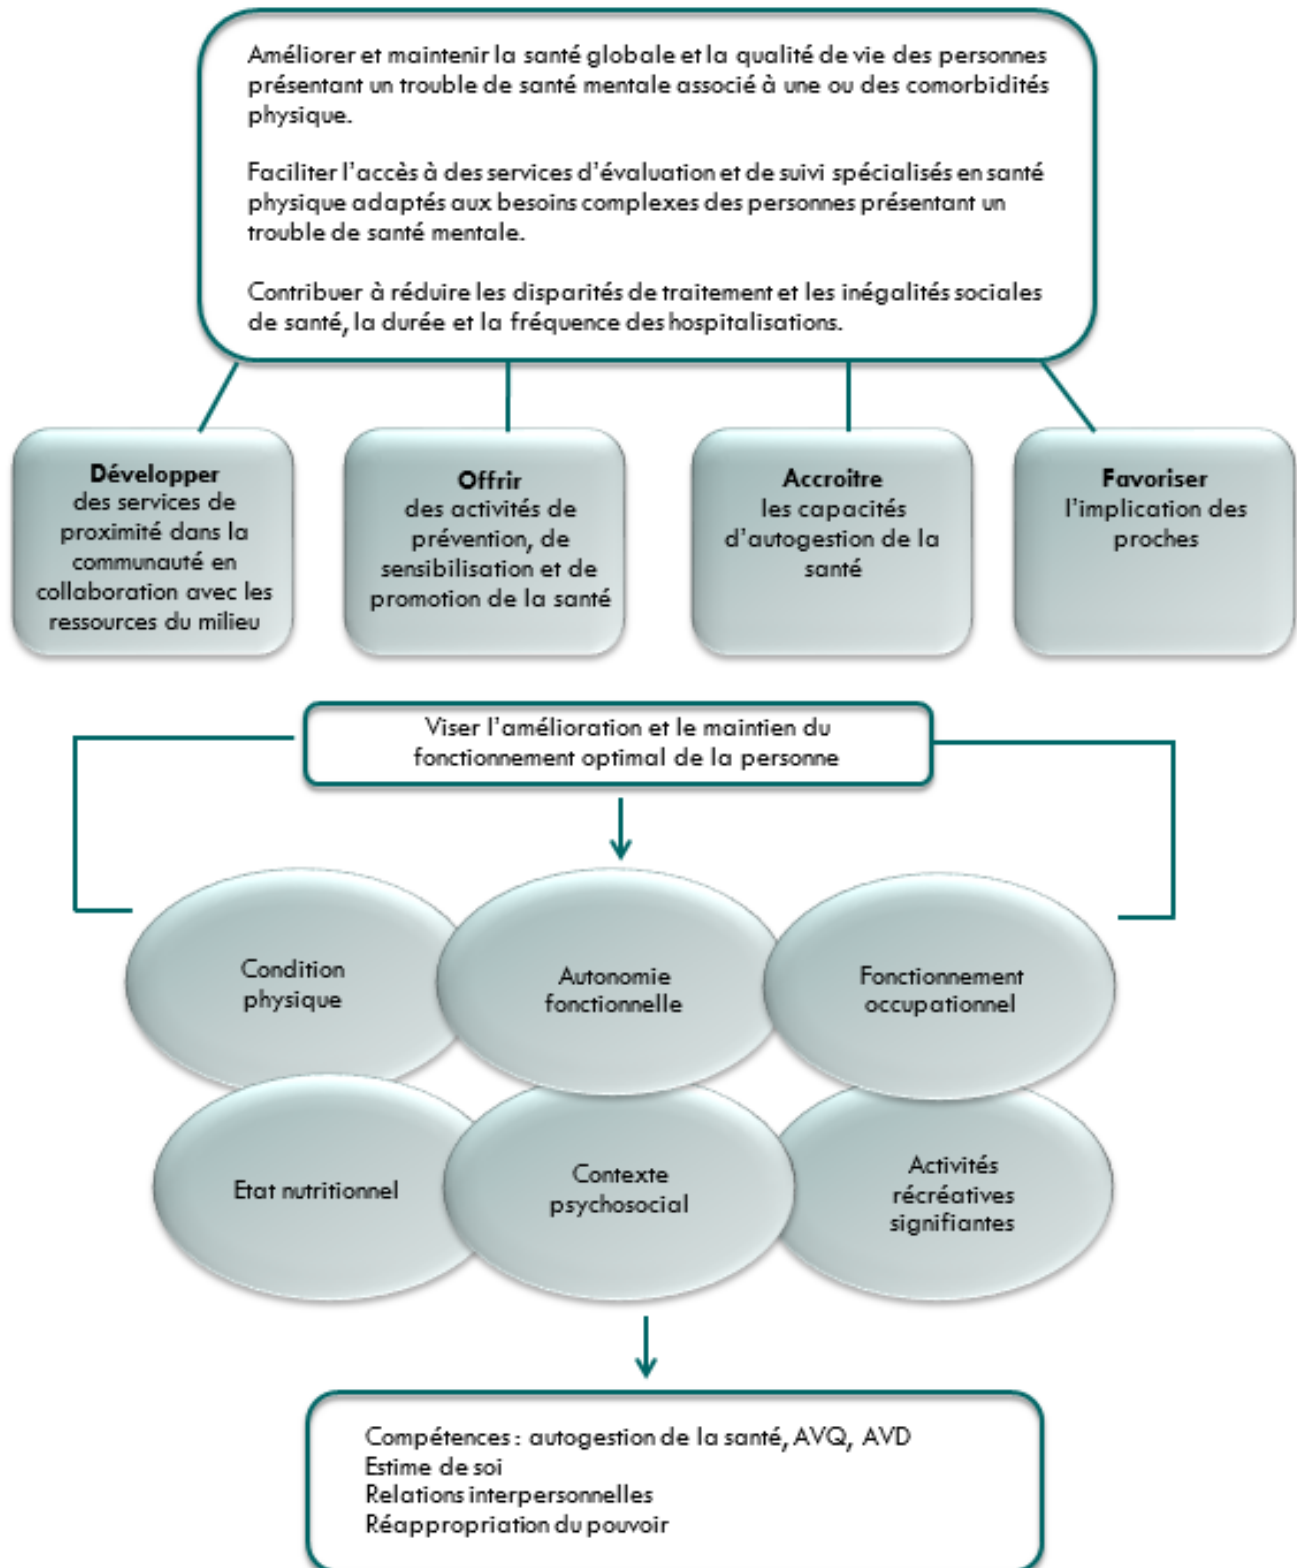 Améliorer et maintenir la santé globale et la qualité de vie des personnes
présentant un trouble de santé mentale associé à une ou des comorbidités
physique.
Faciliter l'accès à des services d'évaluation et de suivi spécialisés en santé
physique adaptés aux besoins complexes des personnes présentant un
trouble de santé mentale.
Contribuer à réduire les disparités de traitement et les inégalités sociales
de santé, la durée et la fréquence des hospitalisations.
Développer
des services de
proximité dans la
communauté en
collaboration avec les
ressources du milieu
Offrir
des activités de
prévention, de
sensibilisation et de
promotion de la santé
Accroître
les capacités
d'autogestion de la
santé
Favoriser
l'implication des
proches
Viser l'amélioration et le maintien du
fonctionnement optimal de la personne
Condition
physique
Autonomie
fonctionnelle
Fonctionnement
occupationnel
Etat nutritionnel
Contexte
psychosocial
Activités
récréatives
signifiantes
Compétences : autogestion de la santé, AVQ, AVD
Estime de soi
Relations interpersonnelles
Réappropriation du pouvoir